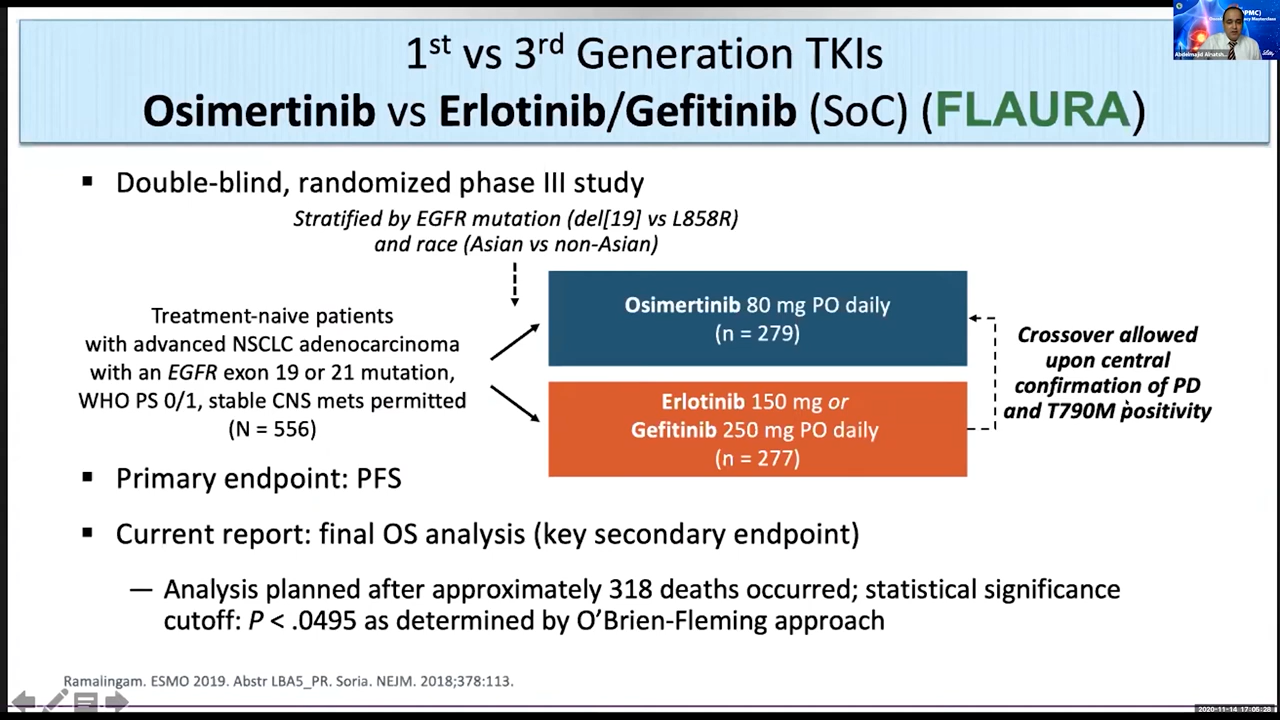 1st vs 3rd Generation TKIs
Osimertinib vs Erlotinib/Gefitinib (SoC) (FLAURA)
▪ Double-blind, randomized phase III study
Stratified by EGFR mutation (del[19] vs L858R)
and race (Asian vs non-Asian)
Treatment-naive patients
with advanced NSCLC adenocarcinoma
with an EGFR exon 19 or 21 mutation,
WHO PS 0/1, stable CNS mets permitted
(N = 556)
Osimertinib 80 mg PO daily
(n = 279)
Erlotinib 150 mg or
Gefitinib 250 mg PO daily
(n = 277)
Crossover allowed
upon central
confirmation of PD
and T790M positivity
▪ Primary endpoint: PFS
▪ Current report: final OS analysis (key secondary endpoint)
— Analysis planned after approximately 318 deaths occurred; statistical significance
cutoff: P < .0495 as determined by O’Brien-Fleming approach
Ramalingam. ESMO 2019. Abstr LBA5_PR. Soria. NEJM. 2018;378:113.
2020-11-14 17:05:28